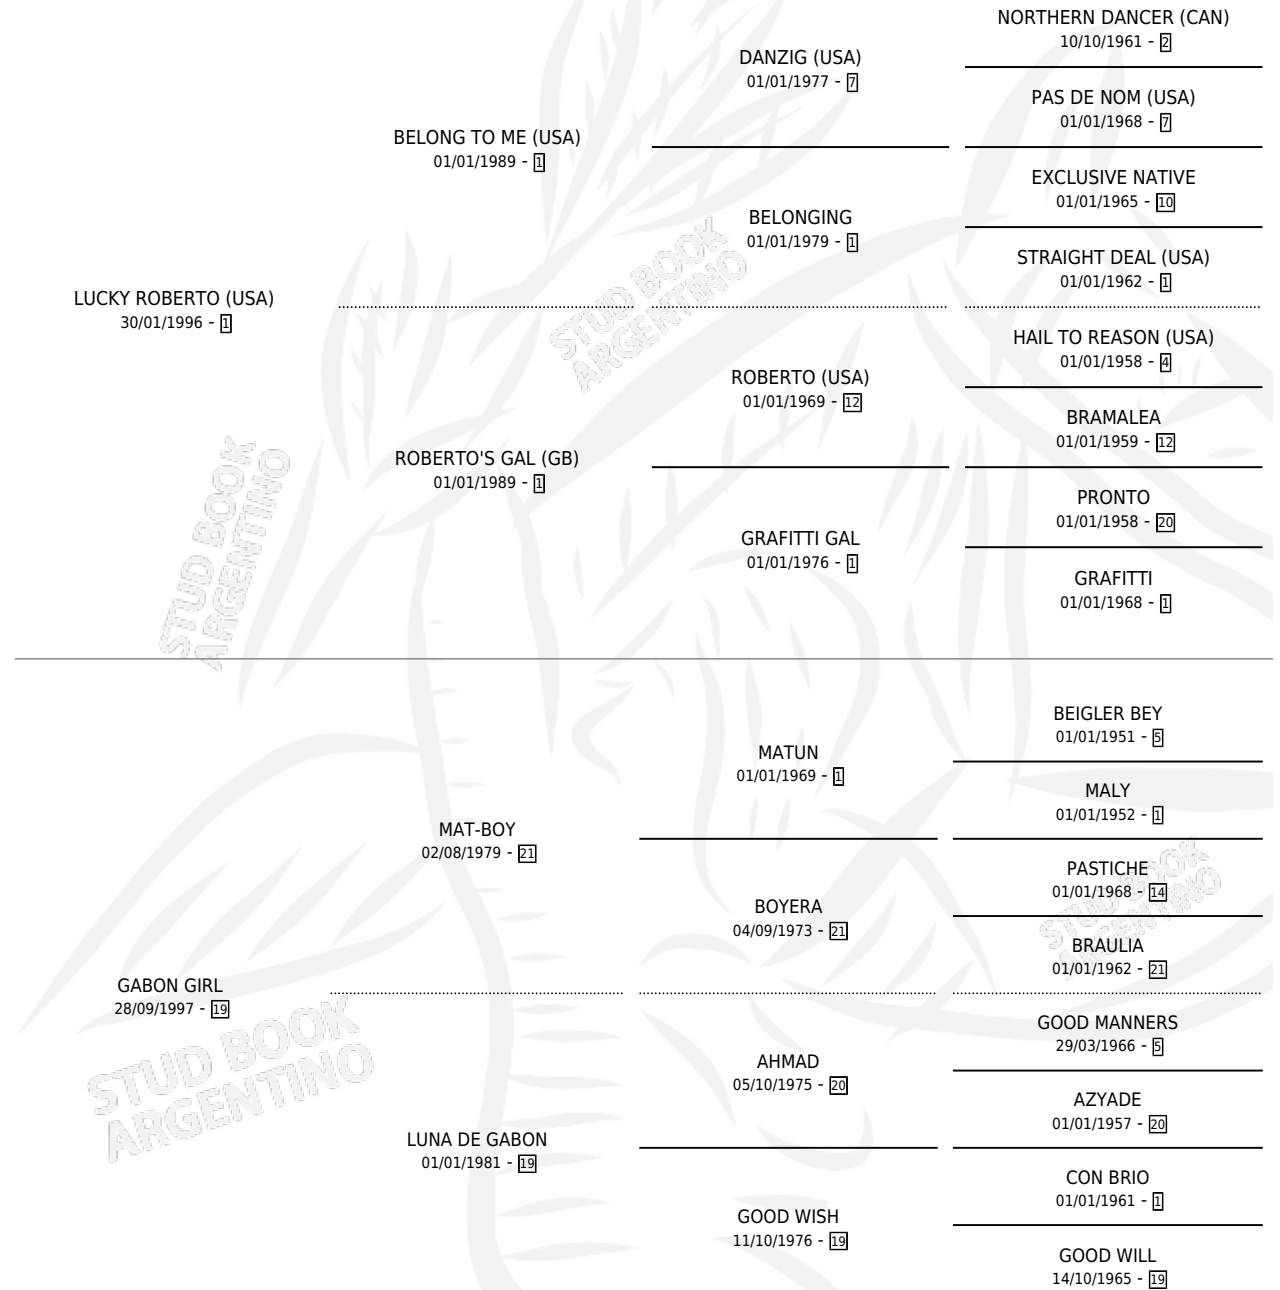 NORTHERN DANCER (CAN)
10/10/1961 - 2
DANZIG (USA)
01/01/1977 - 7
PAS DE NOM (USA)
01/01/1968 - 7
BELONG TO ME (USA)
01/01/1989 - 1
EXCLUSIVE NATIVE
01/01/1965 - 10
BELONGING
01/01/1979 - 1
STRAIGHT DEAL (USA)
01/01/1962 - 1
LUCKY ROBERTO (USA)
30/01/1996 - 1
STUD BOOK
ARGENTINO
HAIL TO REASON (USA)
01/01/1958 - 4
ROBERTO (USA)
01/01/1969 - 12
BRAMALEA
01/01/1959 - 12
ROBERTO'S GAL (GB)
01/01/1989 - 1
PRONTO
01/01/1958 - 20
GRAFITTI GAL
01/01/1976 - 1
GRAFITTI
01/01/1968 - 1
STUD BOOK
ARGENTINO
BEIGLER BEY
01/01/1951 - 5
MATUN
01/01/1969 - 1
MALY
01/01/1952 - 1
MAT-BOY
02/08/1979 - 21
PASTICHE
01/01/1968 - 14
BOYERA
04/09/1973 - 21
BRAULIA
01/01/1962 - 21
STUD BOOK
ARGENTINO
GABON GIRL
28/09/1997 - 19
GOOD MANNERS
29/03/1966 - 5
AHMAD
05/10/1975 - 20
AZYADE
01/01/1957 - 20
STUD BOOK
ARGENTINO
LUNA DE GABON
01/01/1981 - 19
CON BRIO
01/01/1961 - 1
GOOD WISH
11/10/1976 - 19
GOOD WILL
14/10/1965 - 19